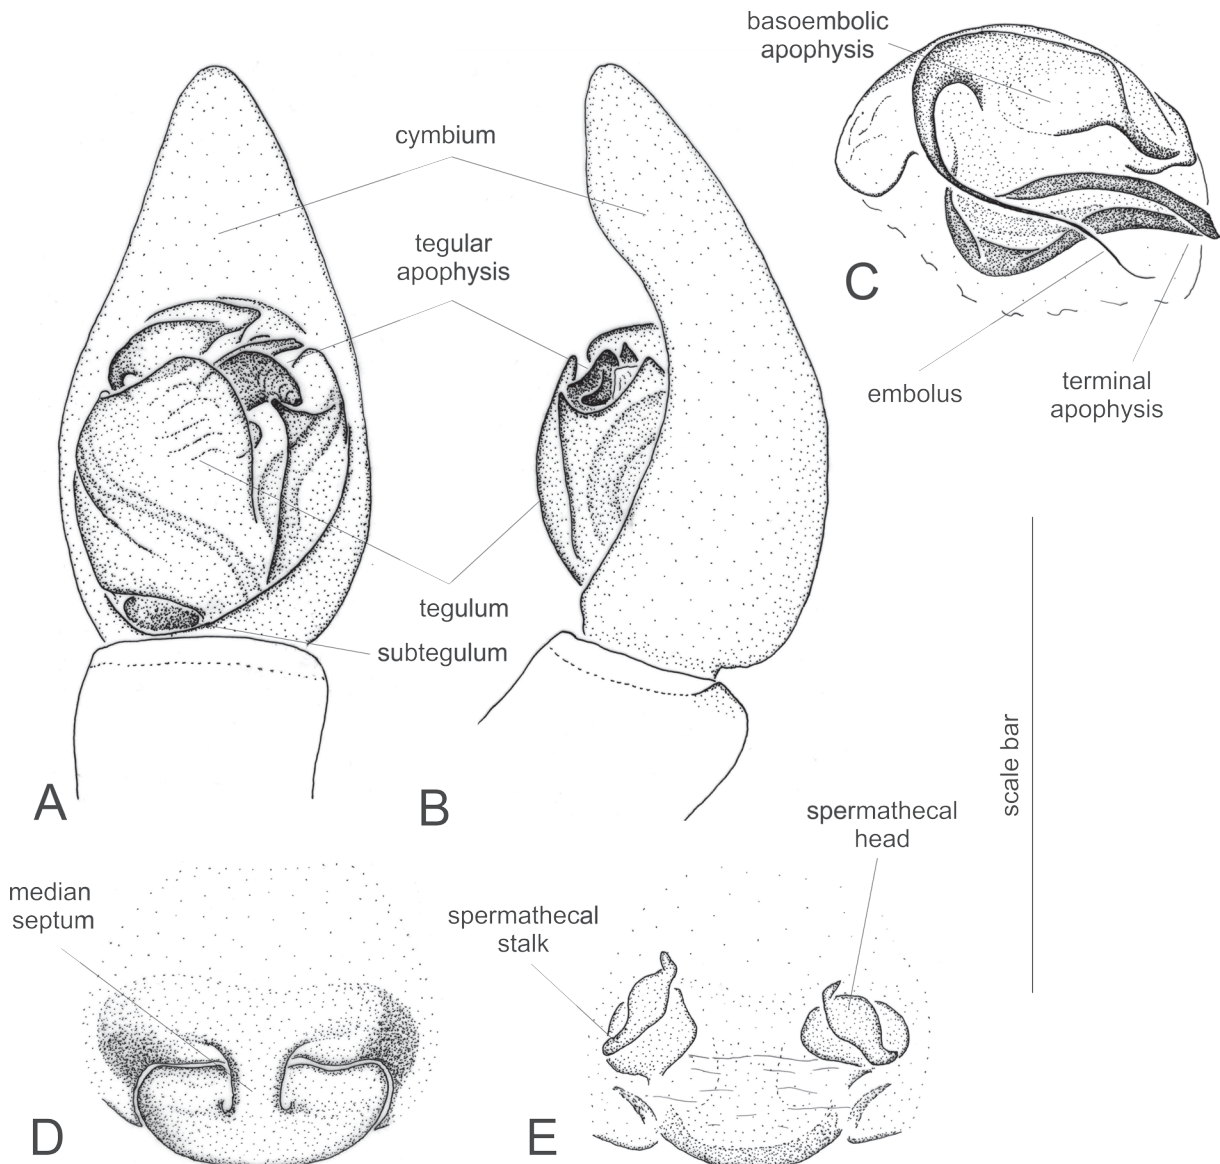 basoembolic
apophysis
cymbium
tegular
apophysis
C
embolus
terminal
apophysis
tegulum
subtegulum
scale bar
A
B
spermathecal
head
median
septum
spermathecal
stalk
D
E